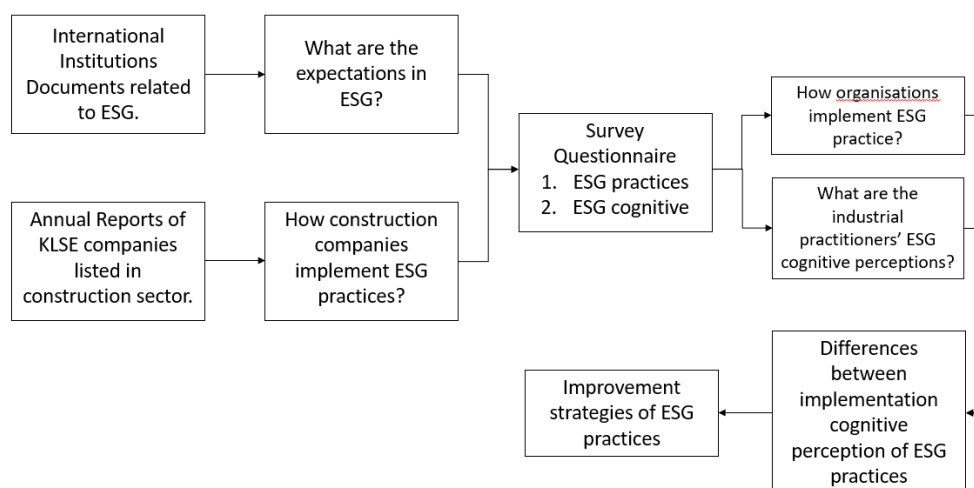 International
Institutions
Documents related
to ESG.
What are the
expectations in
ESG?
Annual Reports of
KLSE companies
listed in
construction sector.
How construction
companies
implement ESG
practices?
Survey
Questionnaire
1. ESG practices
2. ESG cognitive
How organisations
implement ESG
practice?
What are the
industrial
practitioners’ ESG
cognitive perceptions?
Differences
between
implementation
cognitive
perception of ESG
practices
Improvement
strategies of ESG
practices